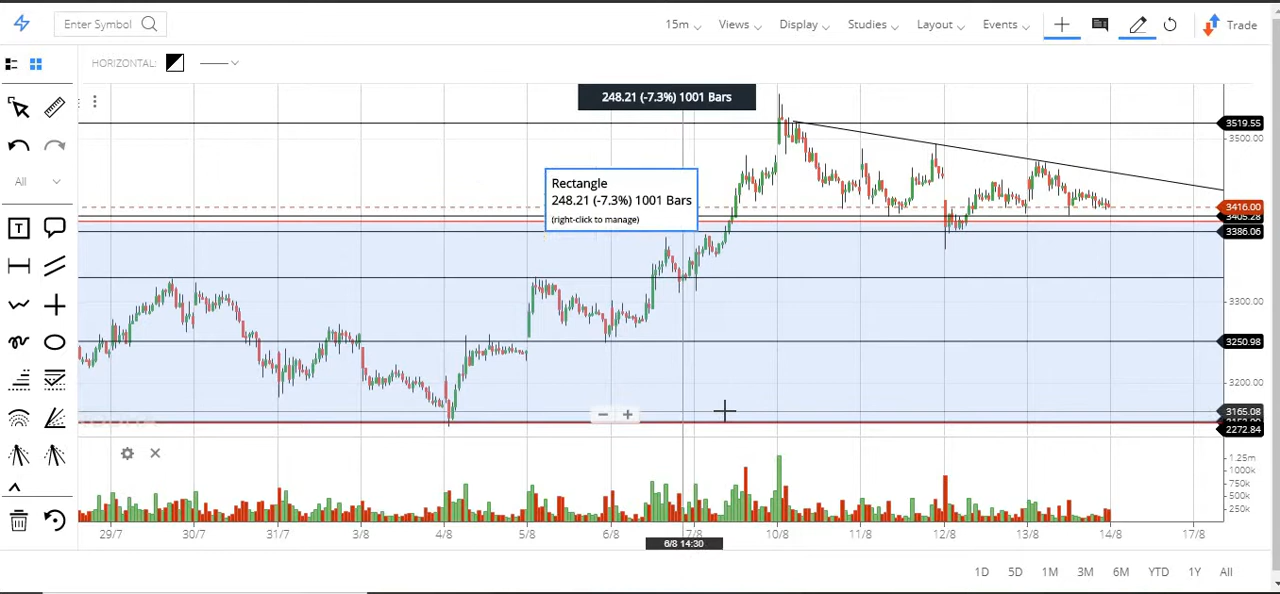 Enter Symbol
15m Views Display Studies Layout Events Trade
HORIZONTAL:
248.21 (-7.3%) 1001 Bars
3519.55
3500.00
Rectangle
248.21 (-7.3%) 1001 Bars
(right-click to manage)
All
T
3416.00
3405.28
3386.06
3300.00
3250.98
3200.00
3165.08
2272.84
1.25m
1000k
750k
500k
250k
29/7 30/7 31/7 3/8 4/8 5/8 6/8 7/8 10/8 11/8 12/8 13/8 14/8 17/8
6/8 14:30
1D 5D 1M 3M 6M YTD 1Y All